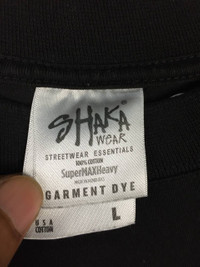 SHAKA
WEAR
STREETWEAR ESSENTIALS
100% COTTON
SuperMAXHeavy
GARMENT DYE
USA
COTTON
L